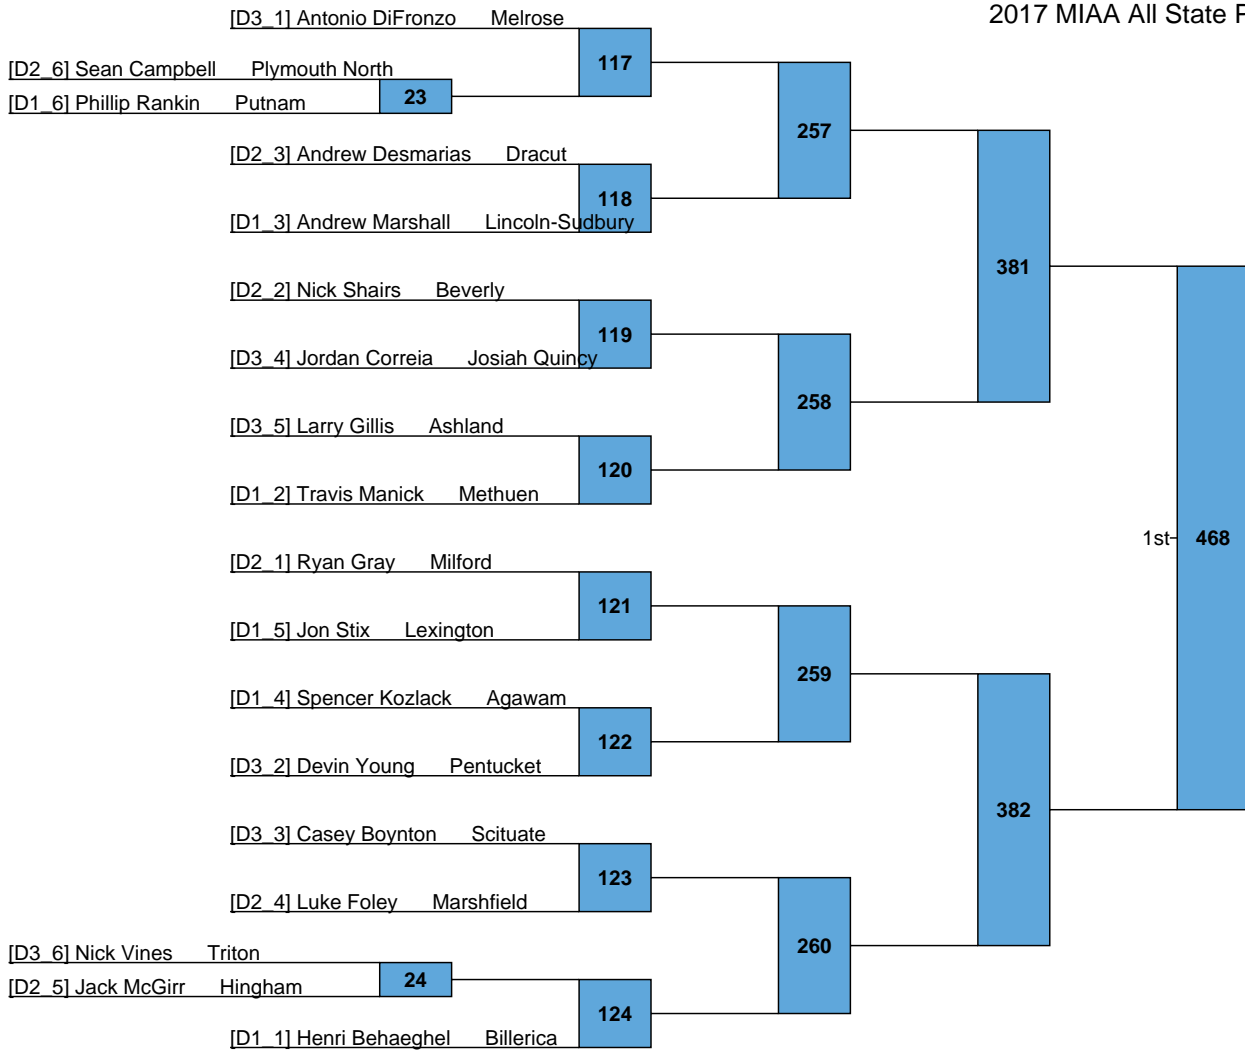 2017 MIAA All State
[D3_1] Antonio DiFronzo Melrose
117
[D2_6] Sean Campbell Plymouth North
23
[D1_6] Phillip Rankin Putnam
257
[D2_3] Andrew Desmarias Dracut
118
[D1_3] Andrew Marshall Lincoln-Sudbury
381
[D2_2] Nick Shairs Beverly
119
[D3_4] Jordan Correia Josiah Quincy
258
[D3_5] Larry Gillis Ashland
120
[D1_2] Travis Manick Methuen
1st 468
[D2_1] Ryan Gray Milford
121
[D1_5] Jon Stix Lexington
259
[D1_4] Spencer Kozlack Agawam
122
[D3_2] Devin Young Pentucket
382
[D3_3] Casey Boynton Scituate
123
[D2_4] Luke Foley Marshfield
260
[D3_6] Nick Vines Triton
24
[D2_5] Jack McGirr Hingham
124
[D1_1] Henri Behaeghel Billerica